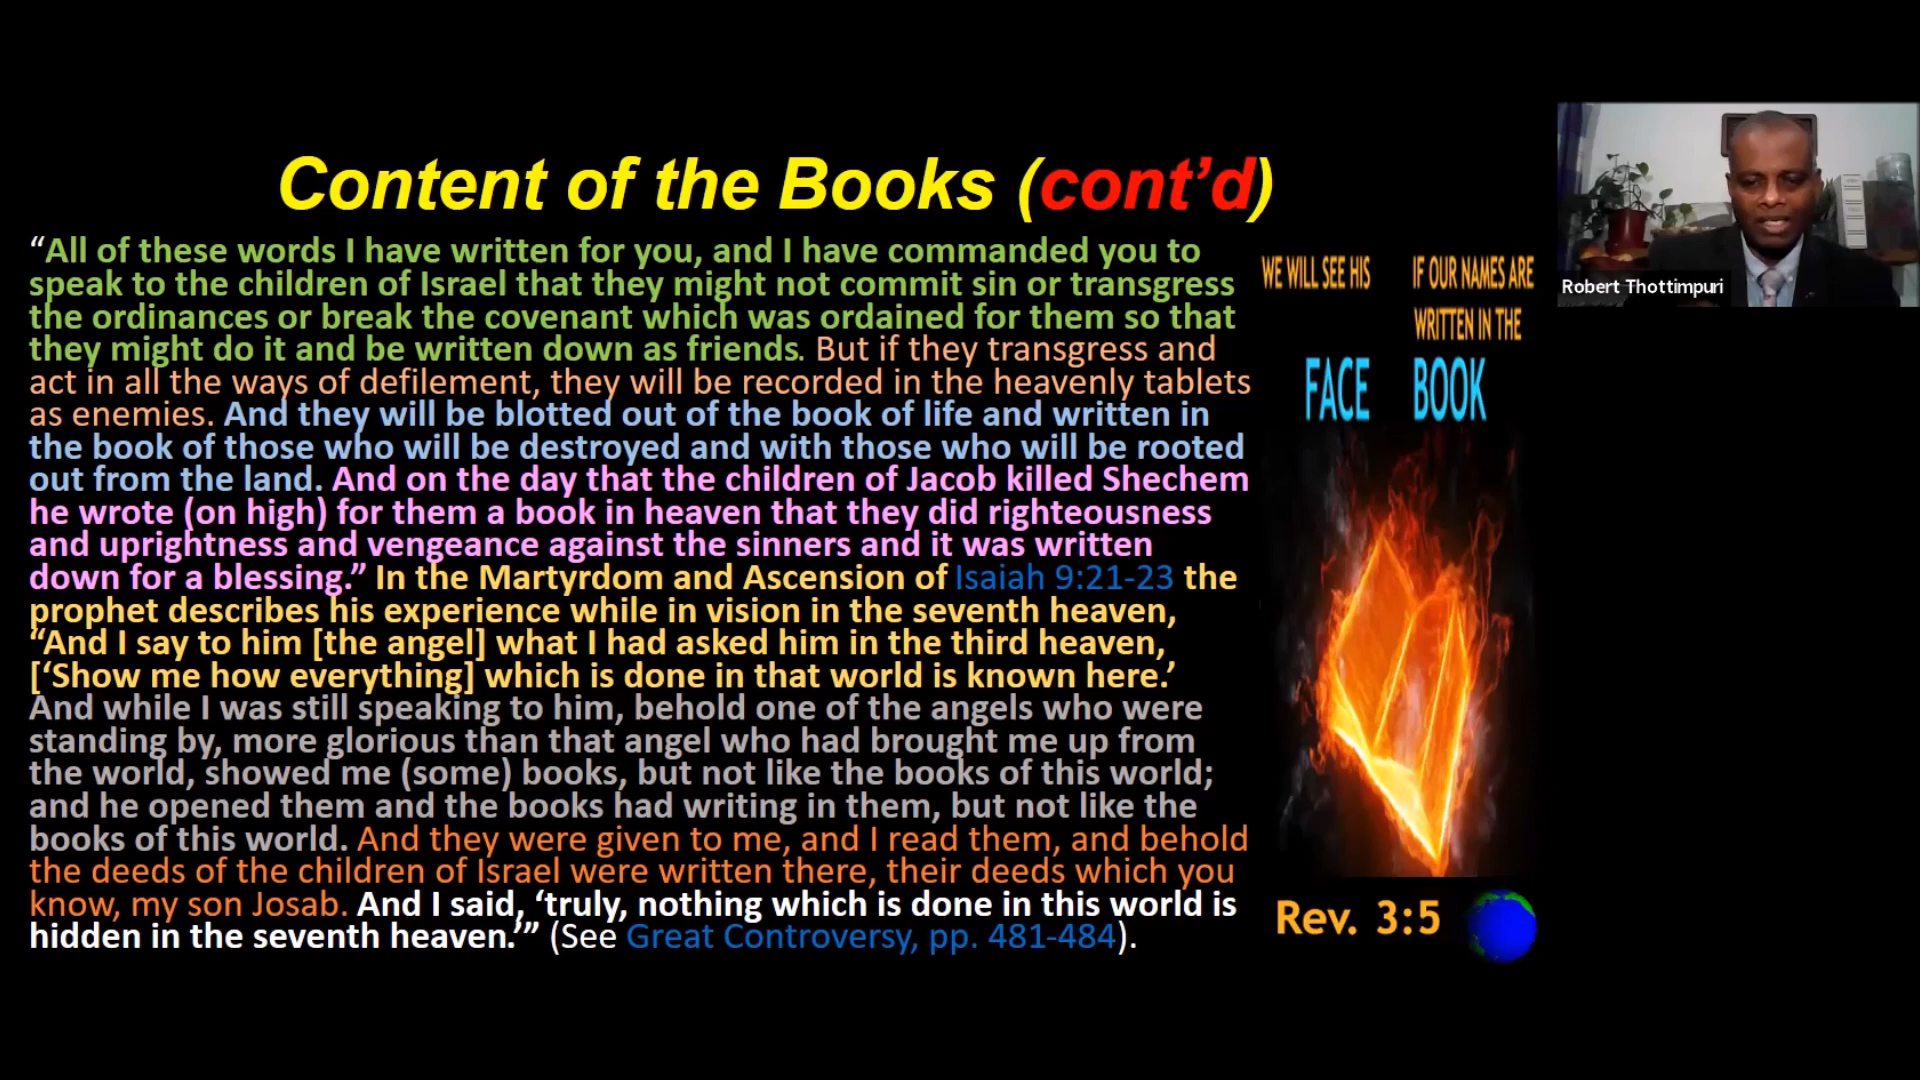 Content of the Books (cont’d)
“All of these words I have written for you, and I have commanded you to
speak to the children of Israel that they might not commit sin or transgress
the ordinances or break the covenant which was ordained for them so that
they might do it and be written down as friends. But if they transgress and
act in all the ways of defilement, they will be recorded in the heavenly tablets
as enemies. And they will be blotted out of the book of life and written in
the book of those who will be destroyed and with those who will be rooted
out from the land. And on the day that the children of Jacob killed Shechem
he wrote (on high) for them a book in heaven that they did righteousness
and uprightness and vengeance against the sinners and it was written
down for a blessing.” In the Martyrdom and Ascension of Isaiah 9:21-23 the
prophet describes his experience while in vision in the seventh heaven,
“And I say to him [the angel] what I had asked him in the third heaven,
[‘Show me how everything] which is done in that world is known here.’
And while I was still speaking to him, behold one of the angels who were
standing by, more glorious than that angel who had brought me up from
the world, showed me (some) books, but not like the books of this world;
and he opened them and the books had writing in them, but not like the
books of this world. And they were given to me, and I read them, and behold
the deeds of the children of Israel were written there, their deeds which you
know, my son Josab. And I said, ‘truly, nothing which is done in this world is
hidden in the seventh heaven.’” (See Great Controversy, pp. 481-484).
WE WILL SEE HIS
FACE
IF OUR NAMES ARE
WRITTEN IN THE
BOOK
Rev. 3:5
Robert Thottimpuri